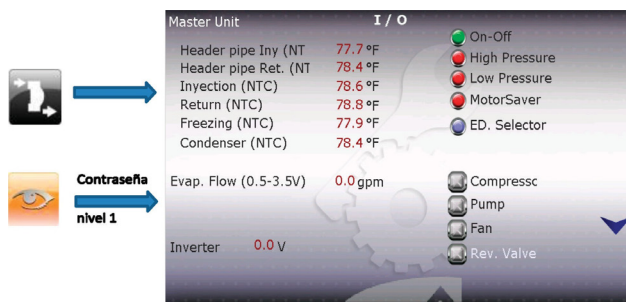 Master Unit
I / O
Header pipe Iny (NT 77.7 °F
Header pipe Ret. (NT 78.4 °F
Inyection (NTC) 78.6 °F
Return (NTC) 78.8 °F
Freezing (NTC) 77.9 °F
Condenser (NTC) 78.4 °F
On-Off
High Pressure
Low Pressure
MotorSaver
ED. Selector
Contraseña
nivel 1
Evap. Flow (0.5-3.5V) 0.0 gpm
Inverter 0.0 V
Compressc
Pump
Fan
Rev. Valve